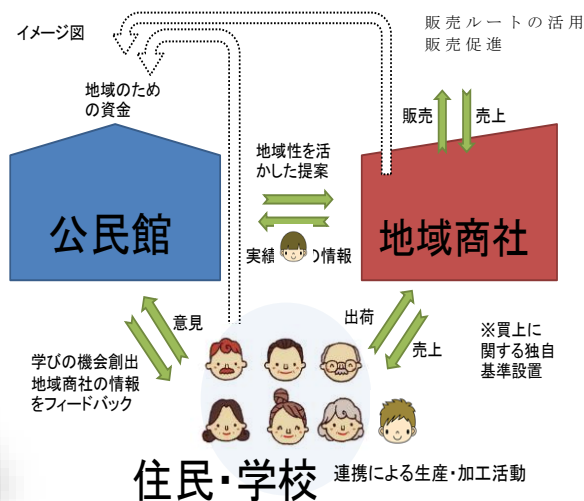 イメージ図
販売ルートの活用
販売促進
地域のため
の資金
販売
売上
地域性を活
かした提案
公民館
地域商社
実績
の情報
意見
出荷
売上
※買上に
関する独自
基準設置
学びの機会創出
地域商社の情報
をフィードバック
住民・学校
連携による生産・加工活動